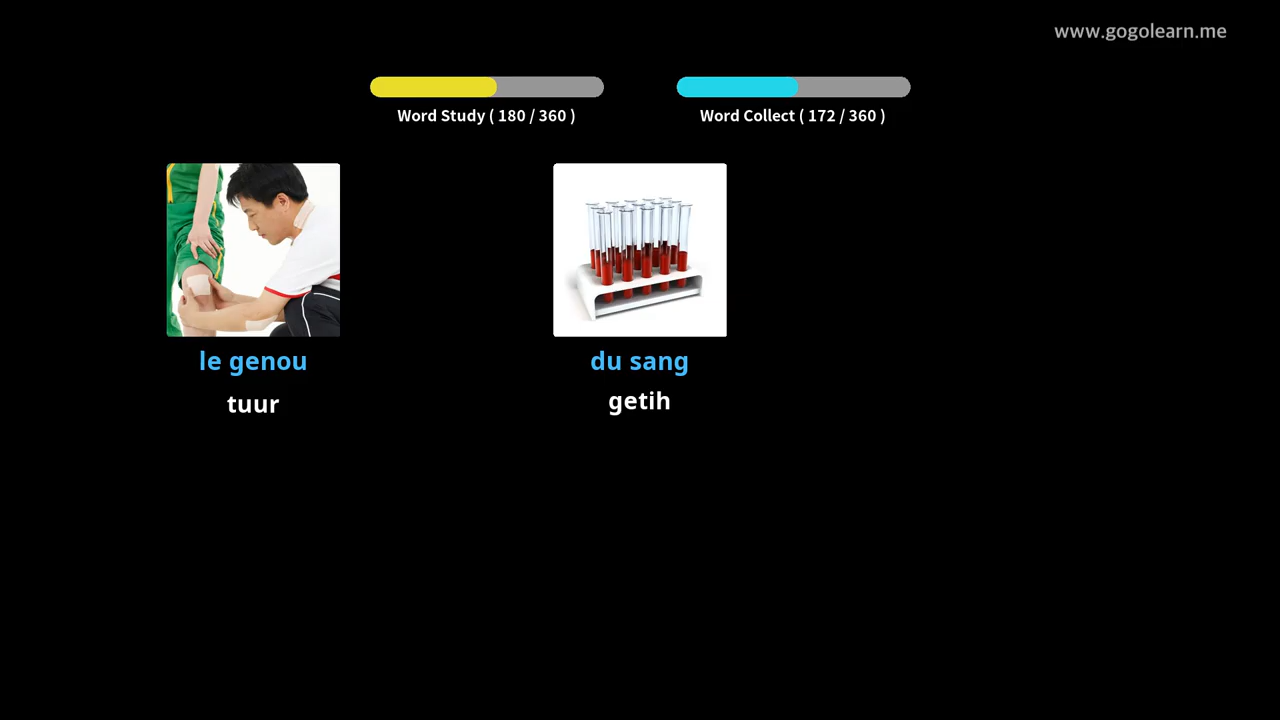 www.gogolearn.me
Word Study ( 180 / 360 )
Word Collect ( 172 / 360 )
le genou
tuur
du sang
getih